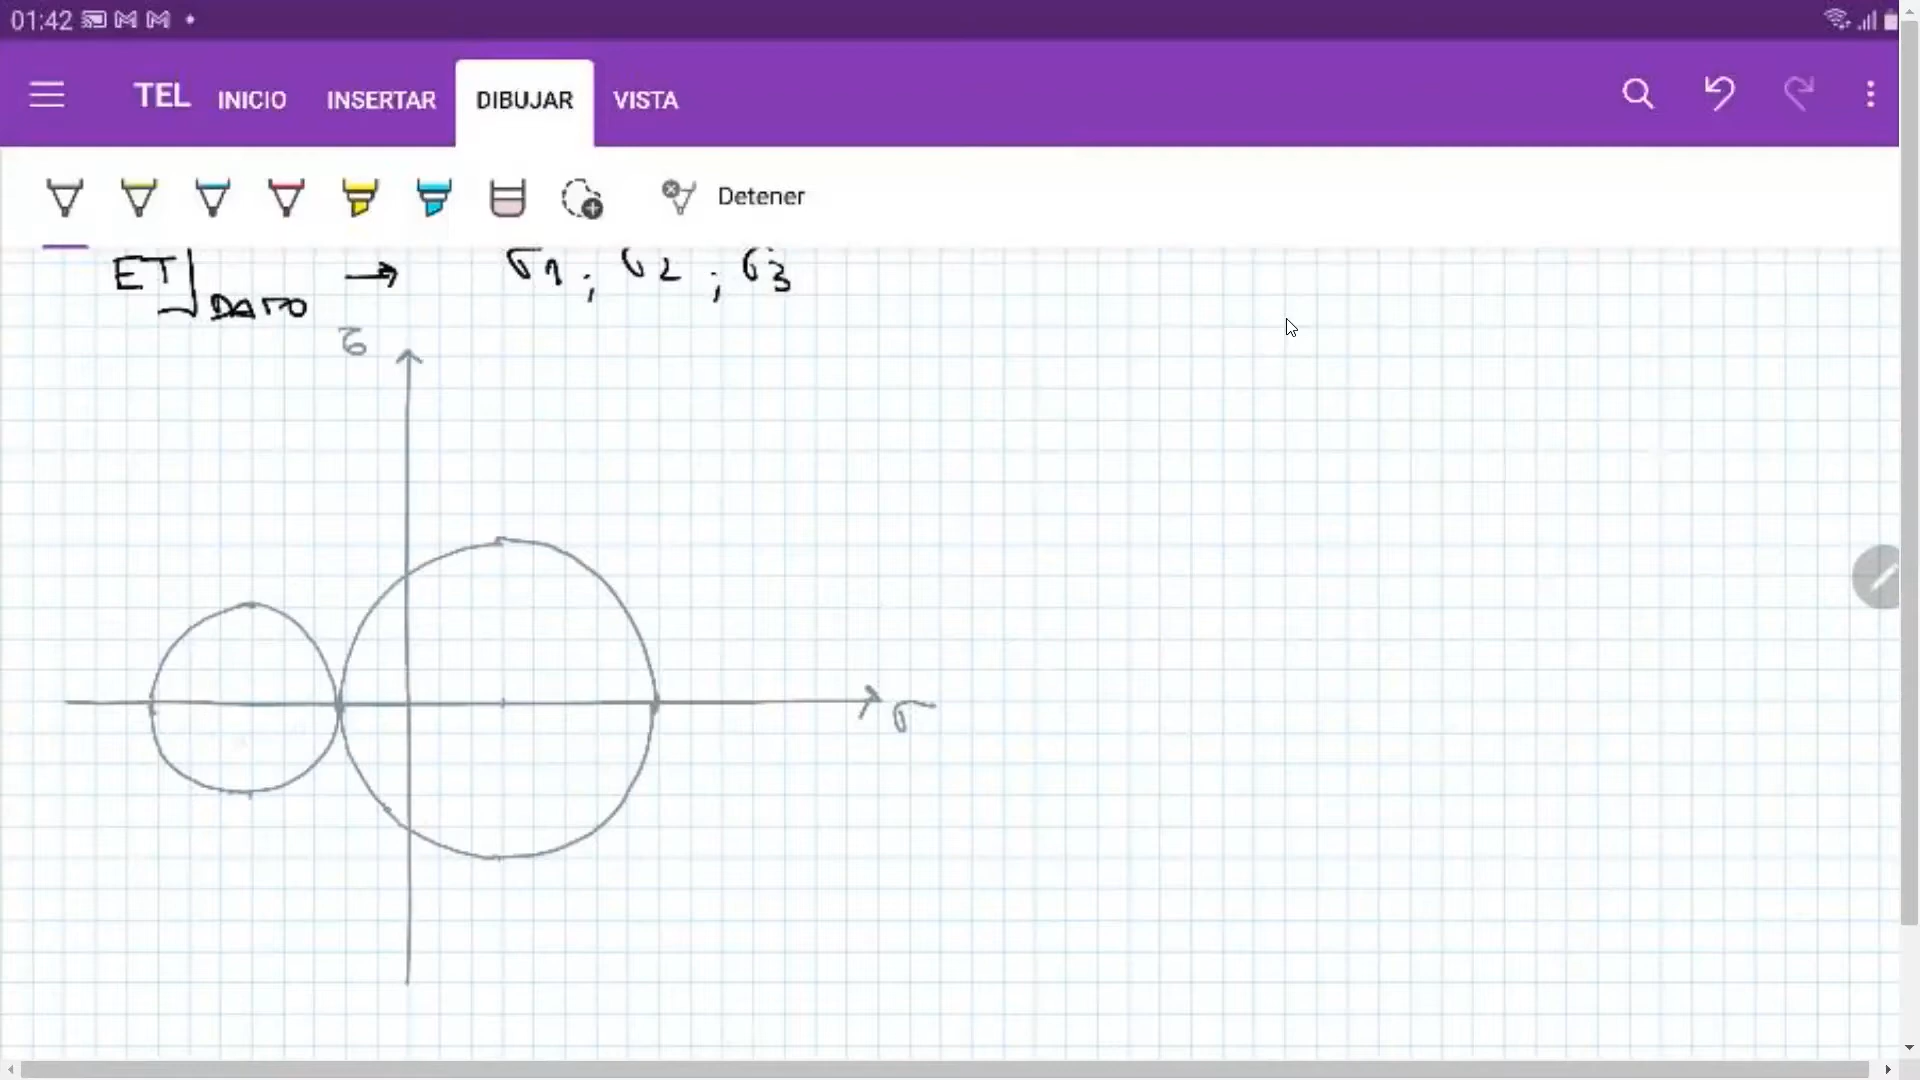 01:42
TEL INICIO INSERTAR DIBUJAR VISTA
Detener
ET]DATO → σ1 ; σ2 ; σ3
τ
σ